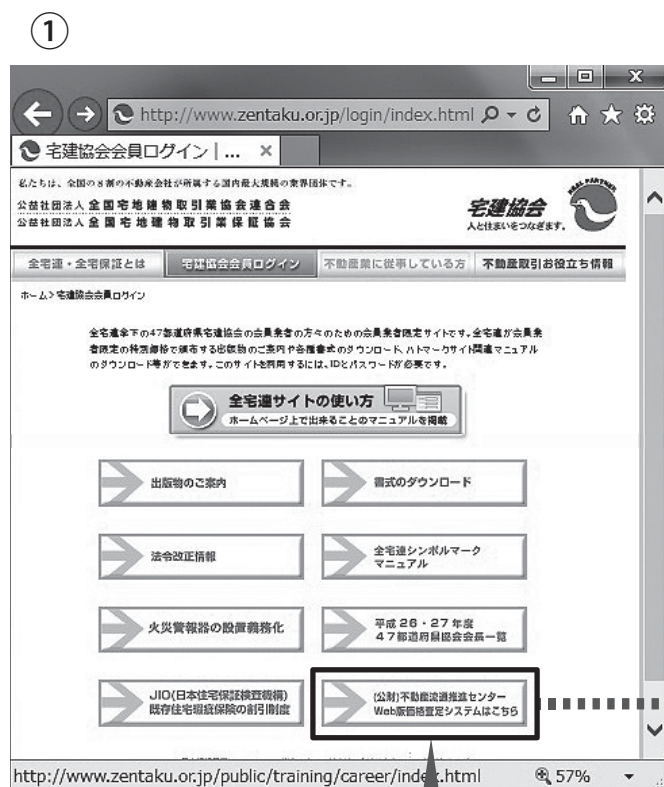 ①
http://www.zentaku.or.jp/login/index.html
宅建協会会員ログイン | ... ×
私たちは、全国の8割の不動産会社が所属する国内最大規模の業界団体です。
公益社団法人 全国宅地建物取引業協会連合会
公益社団法人 全国宅地建物取引業保証協会
宅建協会
人と住まいをつなぎます。
REAL PARTNER
全宅連・全宅保証とは 宅建協会会員ログイン 不動産業に従事している方 不動産取引お役立ち情報
ホーム > 宅建協会会員ログイン
全宅連傘下の47都道府県宅建協会の会員業者の方々のための会員業者限定サイトです。全宅連が会員業
者限定の特別価格で頒布する出版物のご案内や各種書式のダウンロード、ハトマークサイト関連マニュアル
のダウンロード等ができます。このサイトを利用するには、IDとパスワードが必要です。
全宅連サイトの使い方
ホームページ上で出来ることのマニュアルを掲載
出版物のご案内
書式のダウンロード
法令改正情報
全宅連シンボルマーク
マニュアル
火災警報器の設置義務化
平成26・27年度
47都道府県協会会長一覧
JIO(日本住宅保証検査機構)
既存住宅瑕疵保険の割引制度
(公財)不動産流通推進センター
Web版価格査定システムはこちら
http://www.zentaku.or.jp/public/training/career/index.html
57%